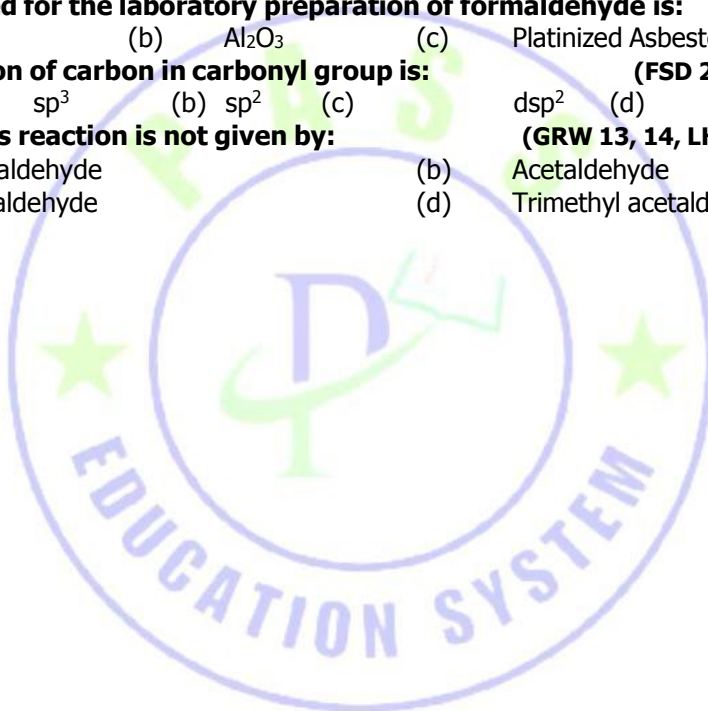 ed for the laboratory preparation of formaldehyde is:
(b) Al₂O₃ (c) Platinized Asbest
on of carbon in carbonyl group is: (FSD 2
sp³ (b) sp² (c) dsp² (d)
s reaction is not given by: (GRW 13, 14, LH
aldehyde (b) Acetaldehyde
aldehyde (d) Trimethyl acetald
P A S S
EDUCATION SYSTEM